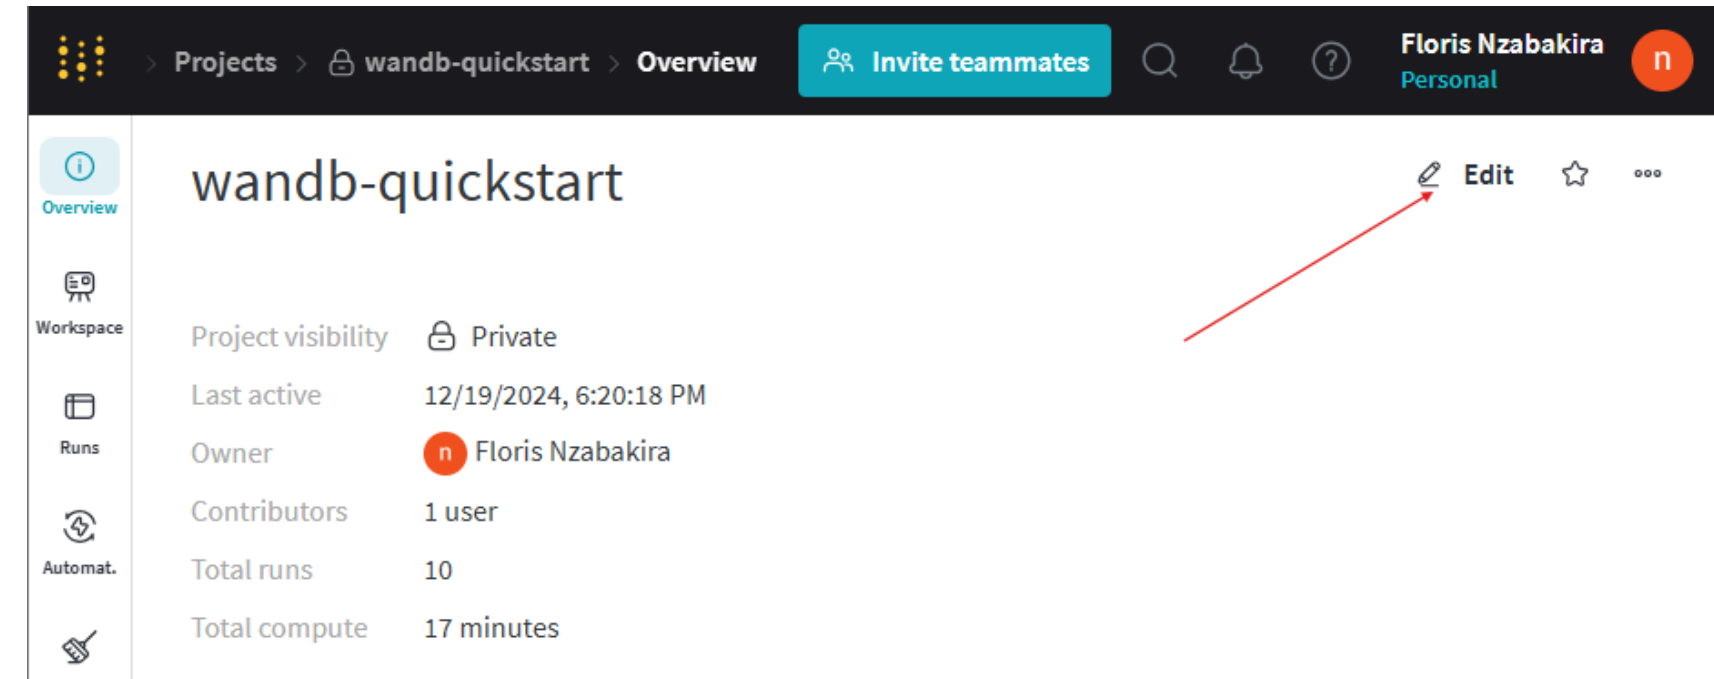 Projects > wandb-quickstart > Overview
Invite teammates
Floris Nzabakira
Personal
n
Overview
Workspace
Runs
Automat.
wandb-quickstart
Edit
Project visibility Private
Last active 12/19/2024, 6:20:18 PM
Owner n Floris Nzabakira
Contributors 1 user
Total runs 10
Total compute 17 minutes